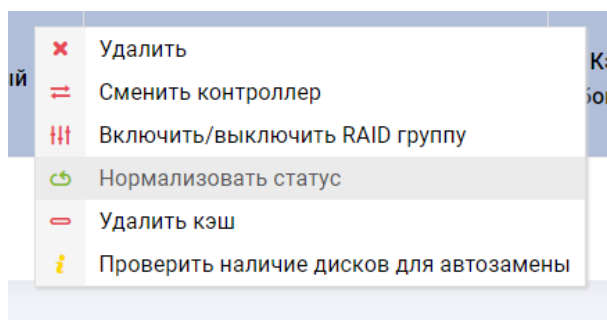 Удалить
Сменить контроллер
Включить/выключить RAID группу
Нормализовать статус
Удалить кэш
Проверить наличие дисков для автозамены